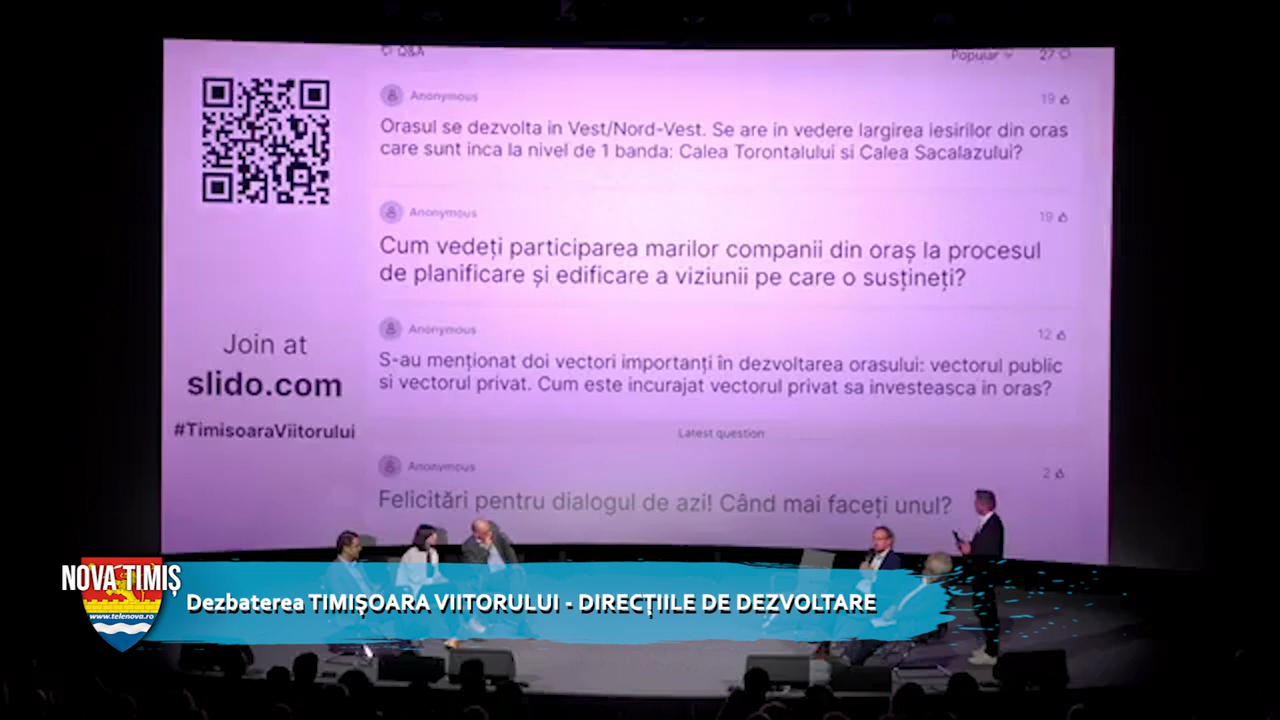 Q&A
Popular
27
Anonymous
19
Orasul se dezvolta in Vest/Nord-Vest. Se are in vedere largirea iesirilor din oras
care sunt inca la nivel de 1 banda: Calea Torontalului si Calea Sacalazului?
Anonymous
19
Cum vedeți participarea marilor companii din oraș la procesul
de planificare și edificare a viziunii pe care o susțineți?
Anonymous
12
S-au menționat doi vectori importanți în dezvoltarea orasului: vectorul public
si vectorul privat. Cum este incurajat vectorul privat sa investeasca in oras?
Latest question
Anonymous
2
Felicitări pentru dialogul de azi! Când mai faceți unul?
Join at
slido.com
#TimisoaraViitorului
NOVA TIMIȘ
www.telenova.ro
Dezbaterea TIMIȘOARA VIITORULUI - DIRECȚIILE DE DEZVOLTARE